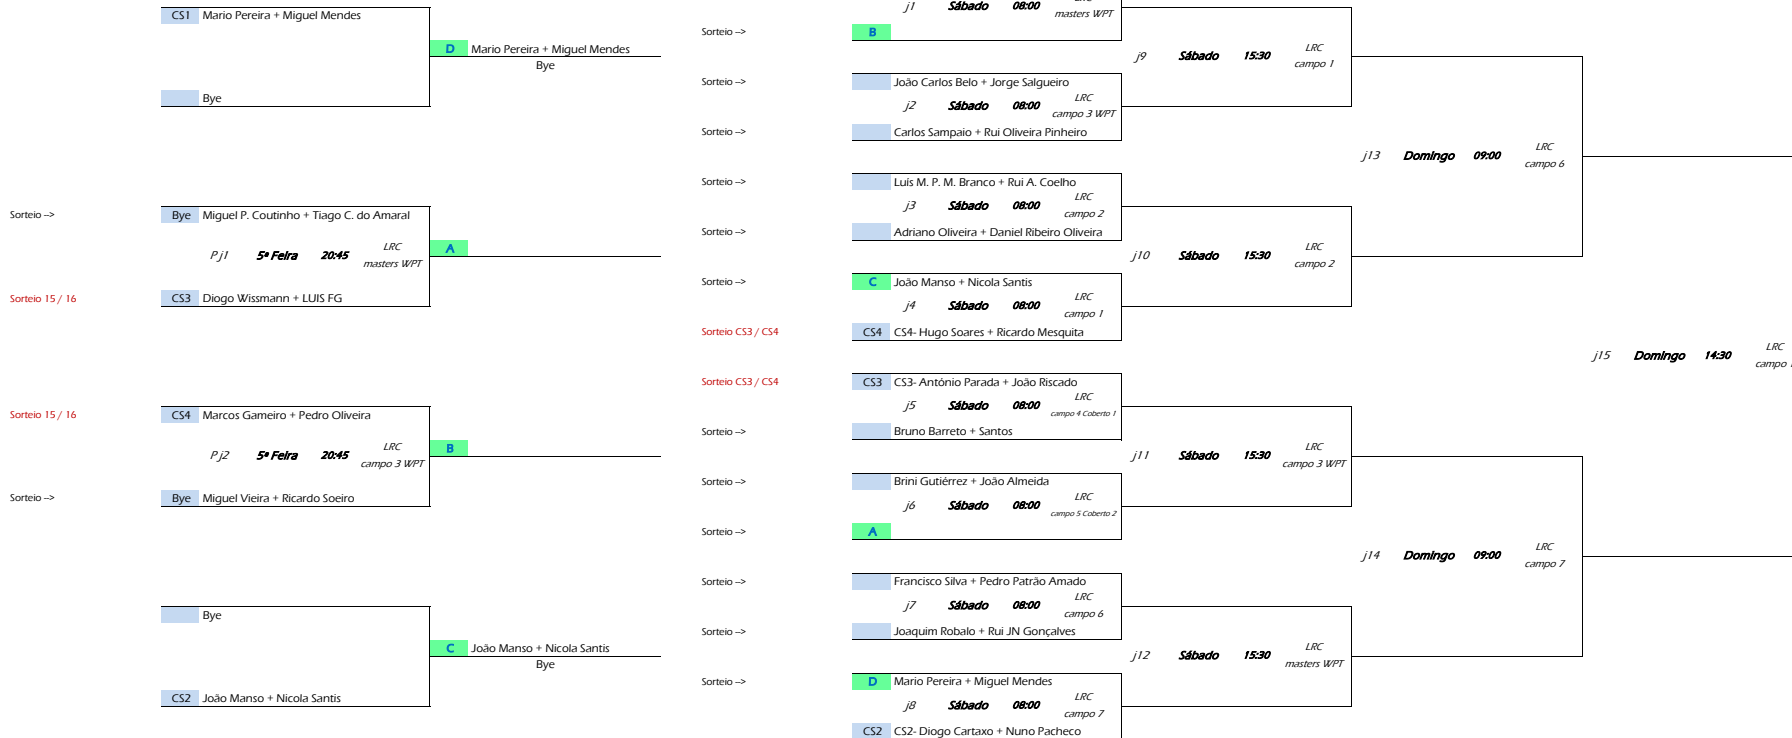 CS1 Mario Pereira + Miguel Mendes
D Mario Pereira + Miguel Mendes
Bye
Bye
Sorteio -->
Bye Miguel P. Coutinho + Tiago C. do Amaral
P j1 5ª Feira 20:45 LRC
masters WPT
A
Sorteio 15 / 16
CS3 Diogo Wissmann + LUIS FG
Sorteio 15 / 16
CS4 Marcos Gameiro + Pedro Oliveira
P j2 5ª Feira 20:45 LRC
campo 3 WPT
B
Sorteio -->
Bye Miguel Vieira + Ricardo Soeiro
Bye
C João Manso + Nicola Santis
Bye
CS2 João Manso + Nicola Santis
j1 Sábado 08:00 LRC
masters WPT
Sorteio -->
B
Sorteio -->
João Carlos Belo + Jorge Salgueiro
j2 Sábado 08:00 LRC
campo 3 WPT
Sorteio -->
Carlos Sampaio + Rui Oliveira Pinheiro
Sorteio -->
Luís M. P. M. Branco + Rui A. Coelho
j3 Sábado 08:00 LRC
campo 2
Sorteio -->
Adriano Oliveira + Daniel Ribeiro Oliveira
Sorteio -->
C João Manso + Nicola Santis
j4 Sábado 08:00 LRC
campo 1
Sorteio CS3 / CS4
CS4 CS4- Hugo Soares + Ricardo Mesquita
Sorteio CS3 / CS4
CS3 CS3- António Parada + João Riscado
j5 Sábado 08:00 LRC
campo 4 Coberto 1
Sorteio -->
Bruno Barreto + Santos
Sorteio -->
Brini Gutiérrez + João Almeida
j6 Sábado 08:00 LRC
campo 5 Coberto 2
Sorteio -->
A
Sorteio -->
Francisco Silva + Pedro Patrão Amado
j7 Sábado 08:00 LRC
campo 6
Sorteio -->
Joaquim Robalo + Rui JN Gonçalves
Sorteio -->
D Mario Pereira + Miguel Mendes
j8 Sábado 08:00 LRC
campo 7
CS2 CS2- Diogo Cartaxo + Nuno Pacheco
j9 Sábado 15:30 LRC
campo 1
j10 Sábado 15:30 LRC
campo 2
j11 Sábado 15:30 LRC
campo 3 WPT
j12 Sábado 15:30 LRC
masters WPT
j13 Domingo 09:00 LRC
campo 6
j14 Domingo 09:00 LRC
campo 7
j15 Domingo 14:30 LRC
campo